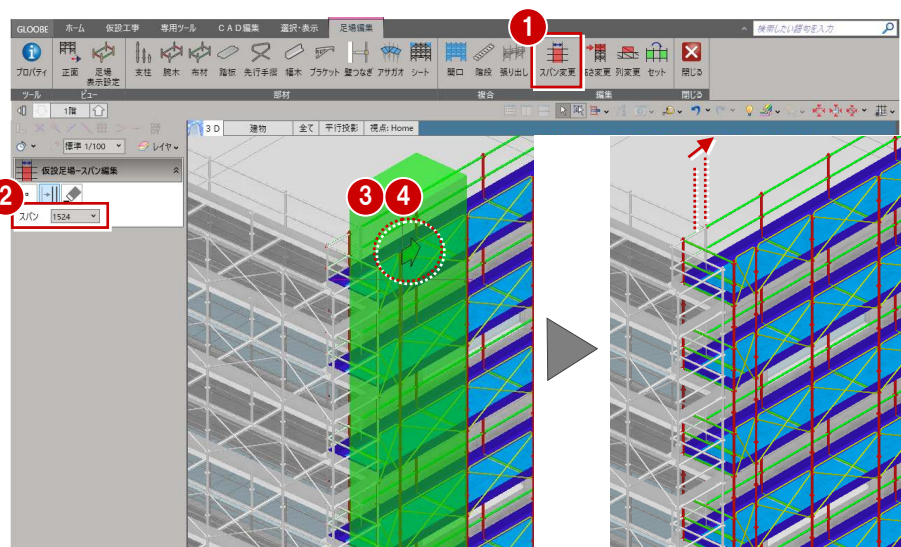 GLOOBE ホーム 仮設工事 専用ツール CAD編集 選択・表示 足場編集
検索したい語句を入力
1
プロパティ 正面 足場表示設定 支柱 腕木 布材 踏板 先行手摺 幅木 ブラケット 壁つなぎ アサガオ シート 開口 階段 張り出し スパン変更 高さ変更 列変更 セット 閉じる
ツール ビュー 部材 複合 編集 閉じる
1階
3D 建物 全て 平行投影 視点: Home
標準 1/100 レイヤ
仮設足場-スパン編集
2
スパン 1524
3 4